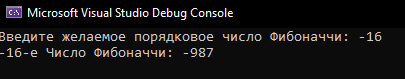 Microsoft Visual Studio Debug Console
Введите желаемое порядковое число Фибоначчи: -16
-16-е Число Фибоначчи: -987